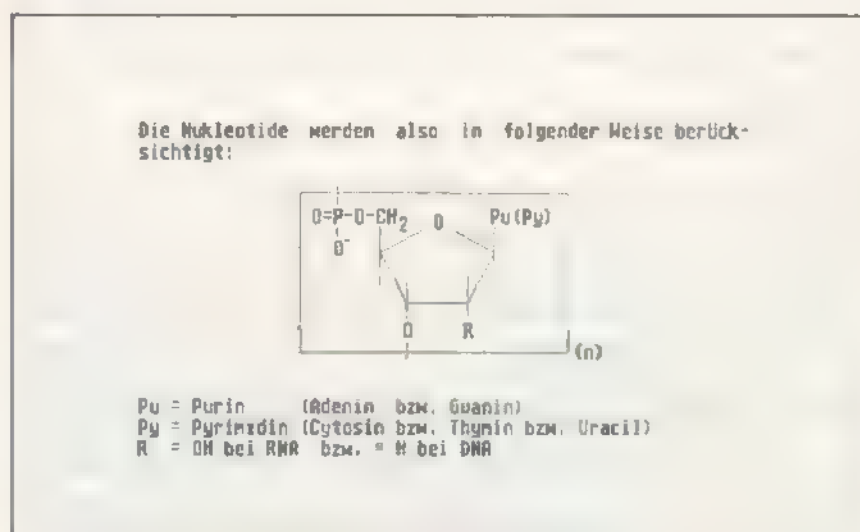 Die Nukleotide werden also in folgender Weise berück-
sichtigt:
O=P-O-CH2 O Pu(Py)
O-
O R
(n)
Pu = Purin (Adenin bzw. Guanin)
Py = Pyrimidin (Cytosin bzw. Thymin bzw. Uracil)
R = OH bei RNA bzw. = H bei DNA